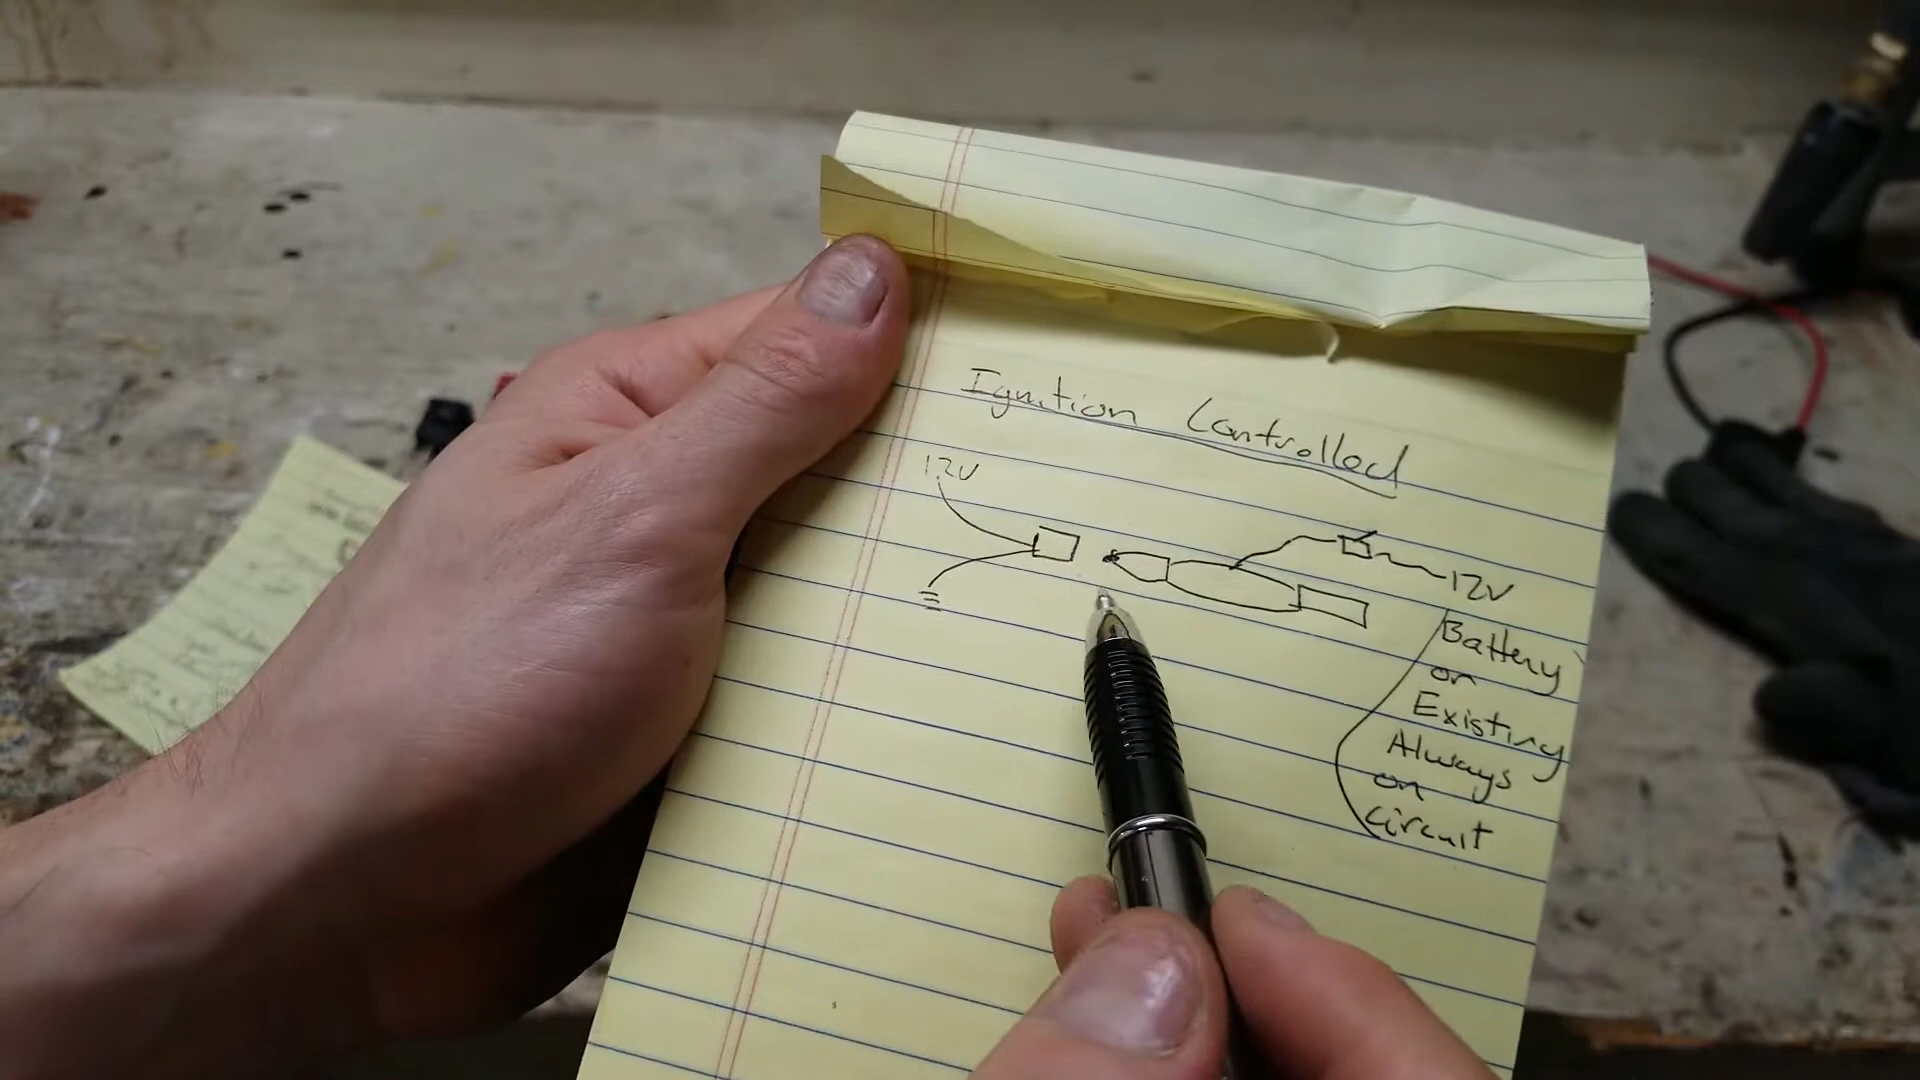 Ignition Controlled
12V
12V
Battery
on
Existing
Always
on
Circuit